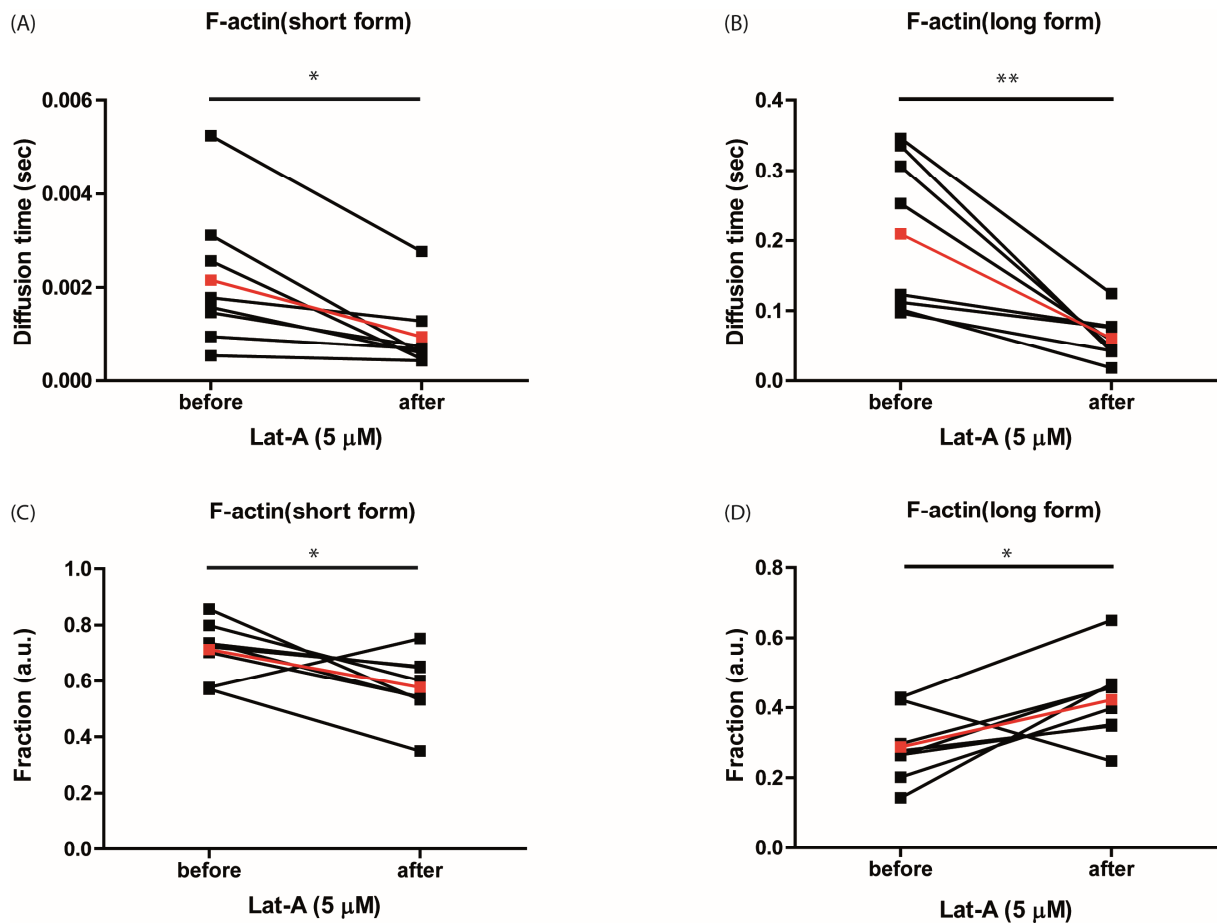 (A)
F-actin(short form)
*
0.006
0.004
0.002
0.000
Diffusion time (sec)
before
after
Lat-A (5 μM)
(B)
F-actin(long form)
**
0.4
0.3
0.2
0.1
0.0
Diffusion time (sec)
before
after
Lat-A (5 μM)
(C)
F-actin(short form)
*
1.0
0.8
0.6
0.4
0.2
0.0
Fraction (a.u.)
before
after
Lat-A (5 μM)
(D)
F-actin(long form)
*
0.8
0.6
0.4
0.2
0.0
Fraction (a.u.)
before
after
Lat-A (5 μM)